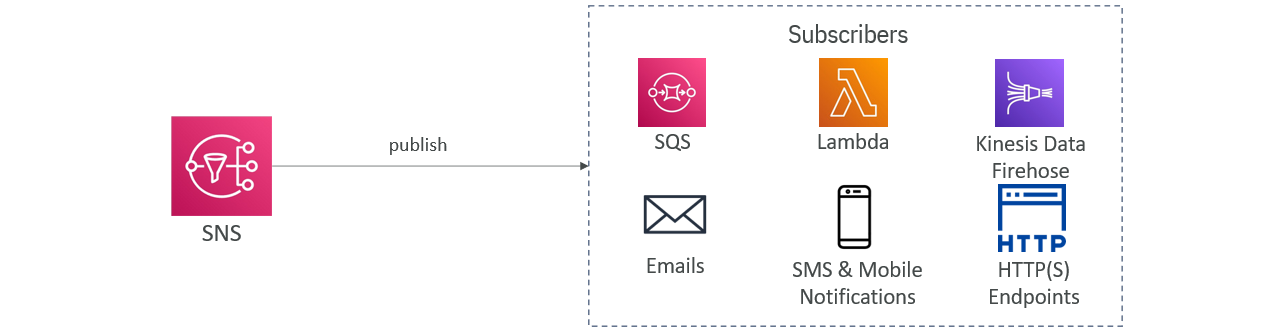 Subscribers
publish
SNS
SQS
Lambda
Kinesis Data
Firehose
Emails
SMS & Mobile
Notifications
HTTP
HTTP(S)
Endpoints